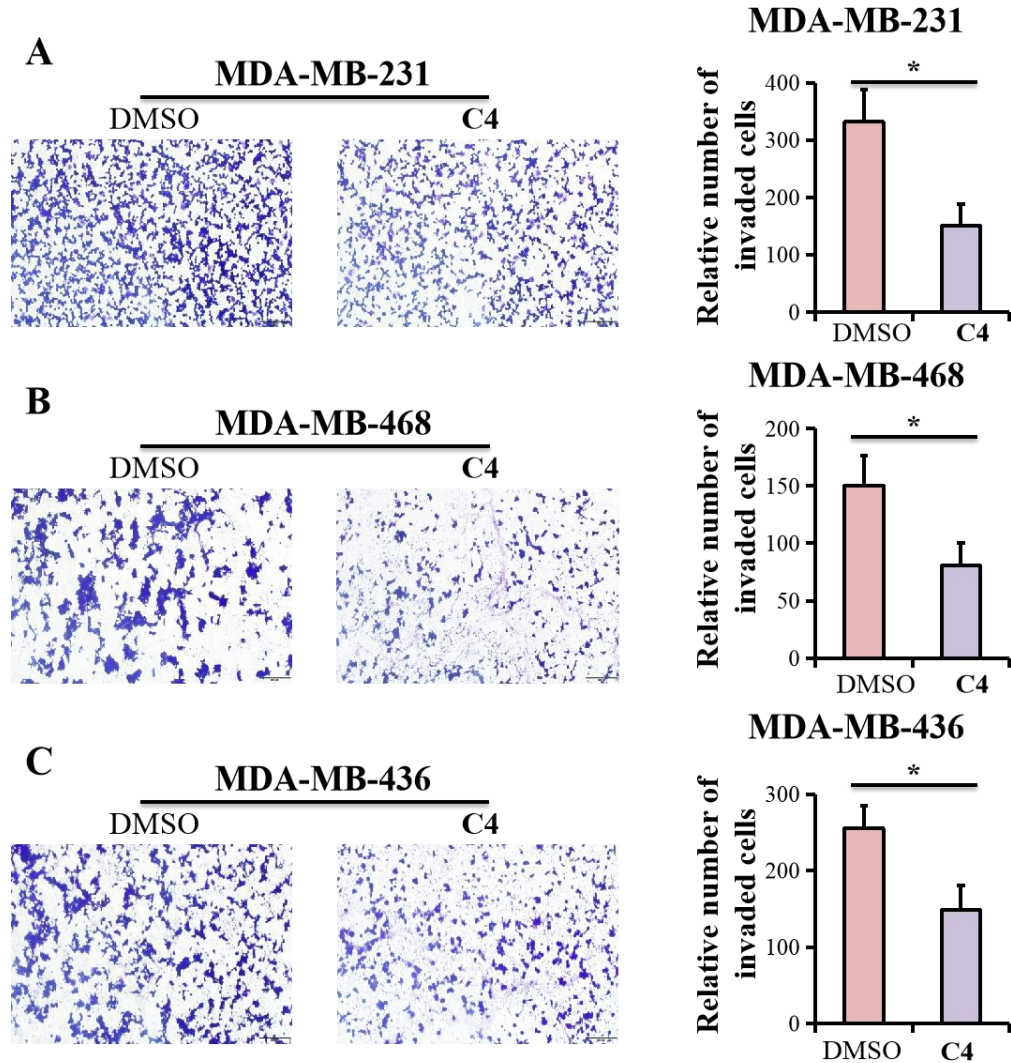 A
MDA-MB-231
DMSO C4
MDA-MB-231
Relative number of
invaded cells
*
400
300
200
100
0
DMSO C4
B
MDA-MB-468
DMSO C4
MDA-MB-468
Relative number of
invaded cells
*
200
150
100
50
0
DMSO C4
C
MDA-MB-436
DMSO C4
MDA-MB-436
Relative number of
invaded cells
*
300
200
100
0
DMSO C4